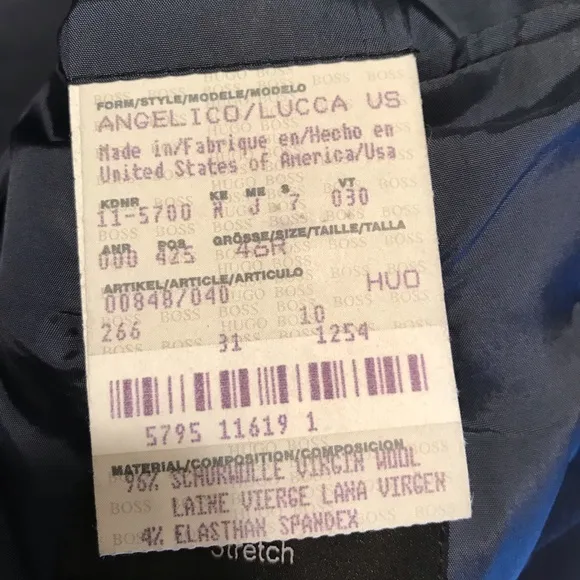 FORM/STYLE/MODELE/MODELO
ANGELICO/LUCCA US
Made in/Fabrique en/Hecho en
United States of America/Usa
KDNR KE ME S VT
11-5700 N J 7 030
ANR POS GRÖSSE/SIZE/TAILLE/TALLA
000 425 46R
ARTIKEL/ARTICLE/ARTICULO
00848/040 HUO
266 31 10 1254
5795 11619 1
MATERIAL/COMPOSITION/COMPOSICION
96% SCHURWOLLE VIRGIN WOOL
LAINE VIERGE LANA VIRGEN
4% ELASTHAN SPANDEX
Stretch